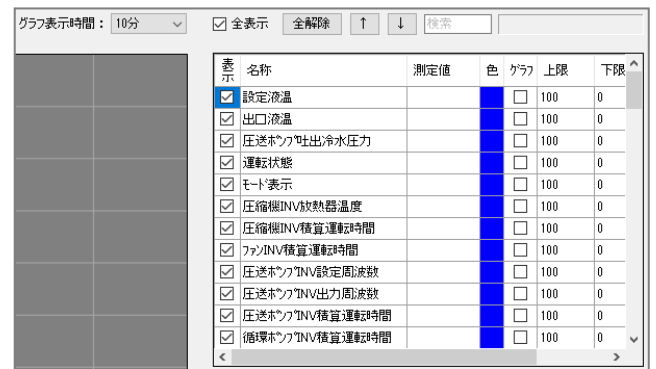 グラフ表示時間： 10分 全表示 全解除 ↑ ↓ 検索
表示 名称 測定値 色 ｸﾞﾗﾌ 上限 下限
設定液温 100 0
出口液温 100 0
圧送ﾎﾟﾝﾌﾟ吐出冷水圧力 100 0
運転状態 100 0
ﾓｰﾄﾞ表示 100 0
圧縮機INV放熱器温度 100 0
圧縮機INV積算運転時間 100 0
ﾌｧﾝINV積算運転時間 100 0
圧送ﾎﾟﾝﾌﾟINV設定周波数 100 0
圧送ﾎﾟﾝﾌﾟINV出力周波数 100 0
圧送ﾎﾟﾝﾌﾟINV積算運転時間 100 0
循環ﾎﾟﾝﾌﾟINV積算運転時間 100 0